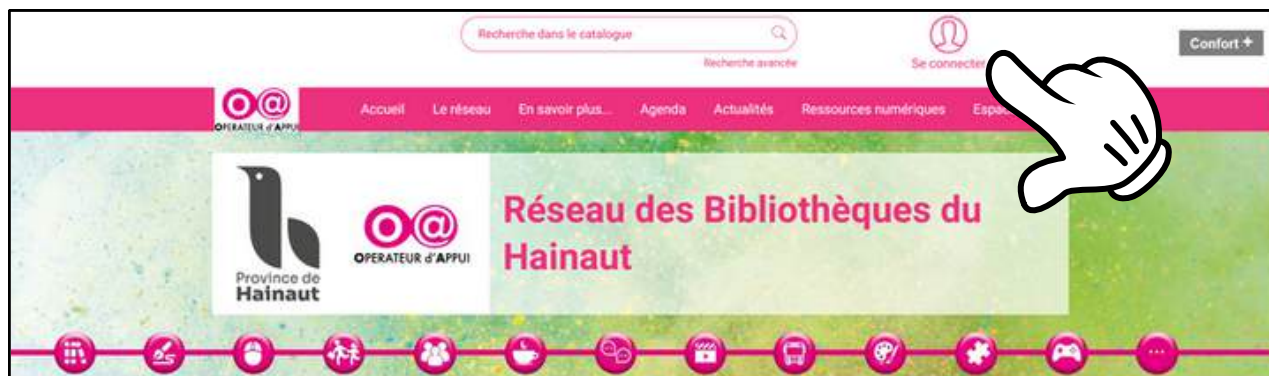 Recherche dans le catalogue
Recherche avancée
Se connecter
Confort +
O@
OPERATEUR d'APPUI
Accueil Le réseau En savoir plus... Agenda Actualités Ressources numériques
Province de
Hainaut
O@
OPERATEUR d'APPUI
Réseau des Bibliothèques du
Hainaut